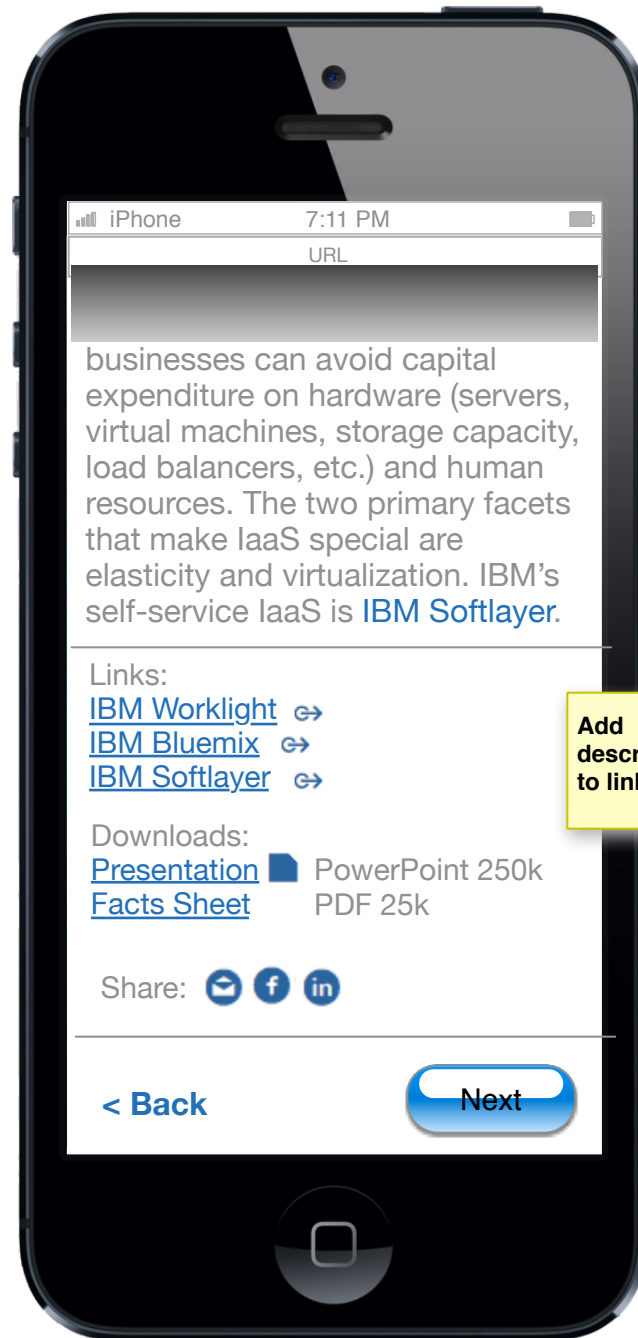 iPhone 7:11 PM
URL
businesses can avoid capital
expenditure on hardware (servers,
virtual machines, storage capacity,
load balancers, etc.) and human
resources. The two primary facets
that make IaaS special are
elasticity and virtualization. IBM's
self-service IaaS is IBM Softlayer.
Links:
IBM Worklight
IBM Bluemix
IBM Softlayer
Add
to
Downloads:
Presentation PowerPoint 250k
Facts Sheet PDF 25k
Share: f in
< Back Next